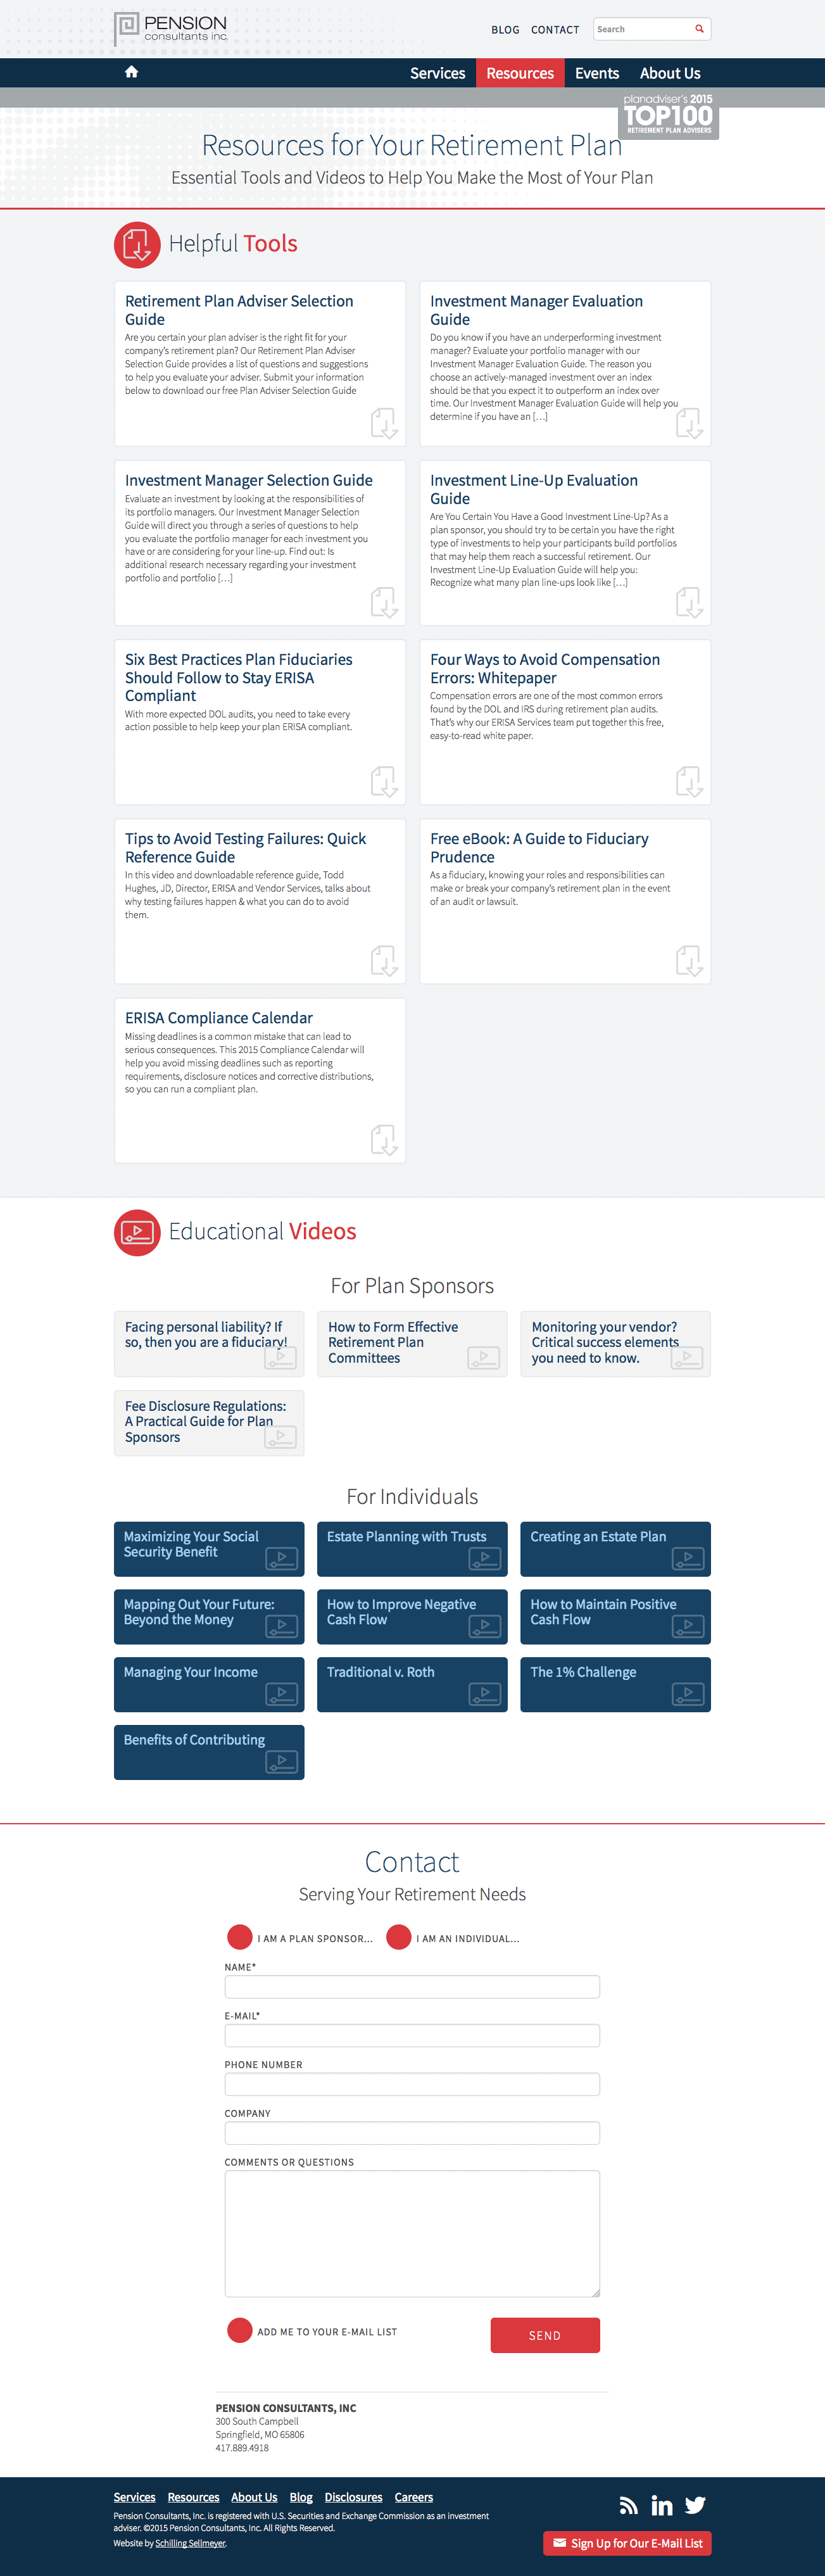 PENSION
consultants inc.
BLOG CONTACT
Search
Services Resources Events About Us
planadviser's 2015
TOP100
RETIREMENT PLAN ADVISERS
Resources for Your Retirement Plan
Essential Tools and Videos to Help You Make the Most of Your Plan
Helpful Tools
Retirement Plan Adviser Selection
Guide
Are you certain your plan adviser is the right fit for your
company's retirement plan? Our Retirement Plan Adviser
Selection Guide provides a list of questions and suggestions
to help you evaluate your adviser. Submit your information
below to download our free Plan Adviser Selection Guide
Investment Manager Evaluation
Guide
Do you know if you have an underperforming investment
manager? Evaluate your portfolio manager with our
Investment Manager Evaluation Guide. The reason you
choose an actively-managed investment over an index
should be that you expect it to outperform an index over
time. Our Investment Manager Evaluation Guide will help you
determine if you have an […]
Investment Manager Selection Guide
Evaluate an investment by looking at the responsibilities of
its portfolio managers. Our Investment Manager Selection
Guide will direct you through a series of questions to help
you evaluate the portfolio manager for each investment you
have or are considering for your line-up. Find out: Is
additional research necessary regarding your investment
portfolio and portfolio […]
Investment Line-Up Evaluation
Guide
Are You Certain You Have a Good Investment Line-Up? As a
plan sponsor, you should try to be certain you have the right
type of investments to help your participants build portfolios
that may help them reach a successful retirement. Our
Investment Line-Up Evaluation Guide will help you:
Recognize what many plan line-ups look like […]
Six Best Practices Plan Fiduciaries
Should Follow to Stay ERISA
Compliant
With more expected DOL audits, you need to take every
action possible to help keep your plan ERISA compliant.
Four Ways to Avoid Compensation
Errors: Whitepaper
Compensation errors are one of the most common errors
found by the DOL and IRS during retirement plan audits.
That's why our ERISA Services team put together this free,
easy-to-read white paper.
Tips to Avoid Testing Failures: Quick
Reference Guide
In this video and downloadable reference guide, Todd
Hughes, JD, Director, ERISA and Vendor Services, talks about
why testing failures happen & what you can do to avoid
them.
Free eBook: A Guide to Fiduciary
Prudence
As a fiduciary, knowing your roles and responsibilities can
make or break your company's retirement plan in the event
of an audit or lawsuit.
ERISA Compliance Calendar
Missing deadlines is a common mistake that can lead to
serious consequences. This 2015 Compliance Calendar will
help you avoid missing deadlines such as reporting
requirements, disclosure notices and corrective distributions,
so you can run a compliant plan.
Educational Videos
For Plan Sponsors
Facing personal liability? If
so, then you are a fiduciary!
How to Form Effective
Retirement Plan
Committees
Monitoring your vendor?
Critical success elements
you need to know.
Fee Disclosure Regulations:
A Practical Guide for Plan
Sponsors
For Individuals
Maximizing Your Social
Security Benefit
Estate Planning with Trusts
Creating an Estate Plan
Mapping Out Your Future:
Beyond the Money
How to Improve Negative
Cash Flow
How to Maintain Positive
Cash Flow
Managing Your Income
Traditional v. Roth
The 1% Challenge
Benefits of Contributing
Contact
Serving Your Retirement Needs
I AM A PLAN SPONSOR... I AM AN INDIVIDUAL...
NAME*
E-MAIL*
PHONE NUMBER
COMPANY
COMMENTS OR QUESTIONS
ADD ME TO YOUR E-MAIL LIST
SEND
PENSION CONSULTANTS, INC
300 South Campbell
Springfield, MO 65806
417.889.4918
Services Resources About Us Blog Disclosures Careers
Pension Consultants, Inc. is registered with U.S. Securities and Exchange Commission as an investment
adviser. ©2015 Pension Consultants, Inc. All Rights Reserved.
Website by Schilling Sellmeyer.
in
Sign Up for Our E-Mail List